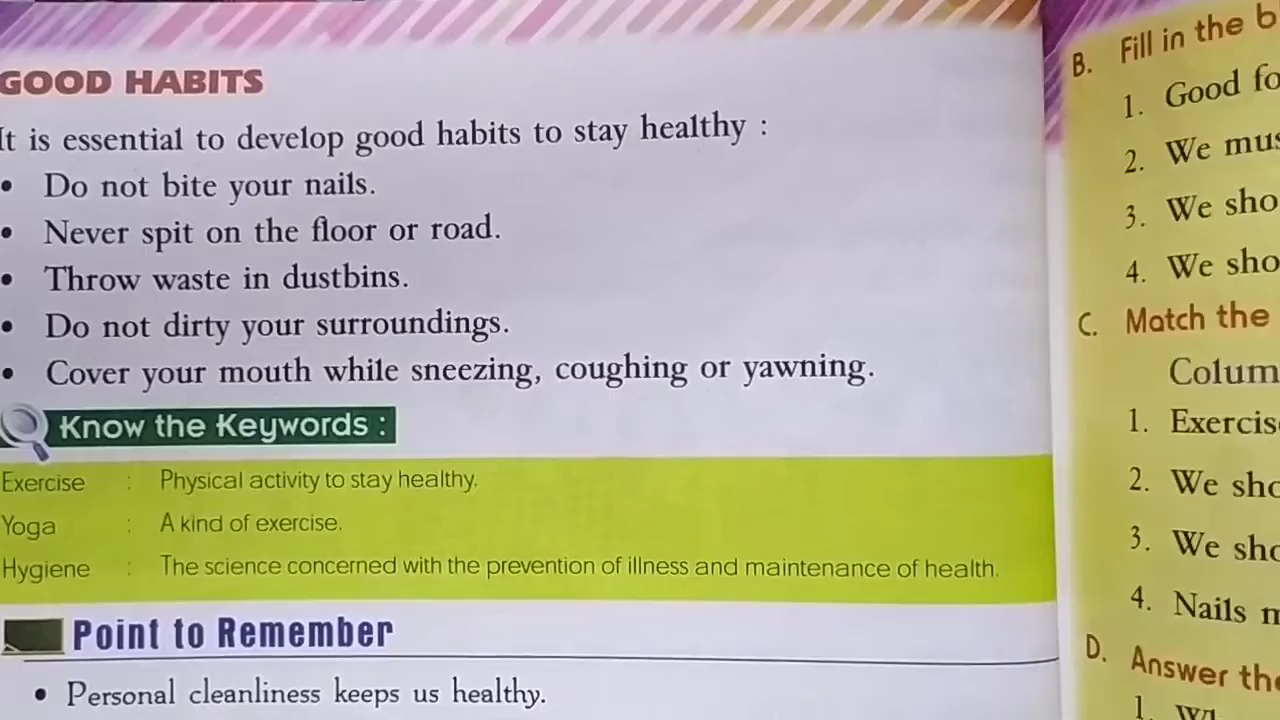 GOOD HABITS
It is essential to develop good habits to stay healthy :
• Do not bite your nails.
• Never spit on the floor or road.
• Throw waste in dustbins.
• Do not dirty your surroundings.
• Cover your mouth while sneezing, coughing or yawning.
Know the Keywords :
Exercise : Physical activity to stay healthy.
Yoga : A kind of exercise.
Hygiene : The science concerned with the prevention of illness and maintenance of health.
Point to Remember
• Personal cleanliness keeps us healthy.
B. Fill in the
1. Good
2. We
3. We
4. We
C. Match the
1.
2. We
3. We
4. Nails
D. Answer
1.